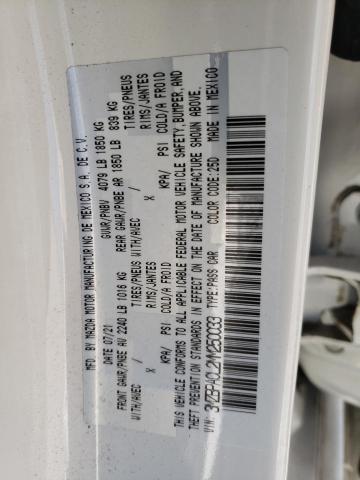 MFD. BY MAZDA MOTOR MANUFACTURING DE MEXICO S.A. DE C.V.
DATE 07/21 GVWR/PNBV 4079 LB 1850 KG
FRONT GAWR/PNBE AV 2240 LB 1016 KG REAR GAWR/PNBE AR 1850 LB 839 KG
WITH/AVEC TIRES/PNEUS WITH/AVEC TIRES/PNEUS
X RIMS/JANTES X RIMS/JANTES
KPA/ PSI COLD/A FROID KPA/ PSI COLD/A FROID
THIS VEHICLE CONFORMS TO ALL APPLICABLE FEDERAL MOTOR VEHICLE SAFETY, BUMPER, AND
THEFT PREVENTION STANDARDS IN EFFECT ON THE DATE OF MANUFACTURE SHOWN ABOVE.
VIN: TYPE: PASS CAR COLOR CODE: 25D MADE IN MEXICO